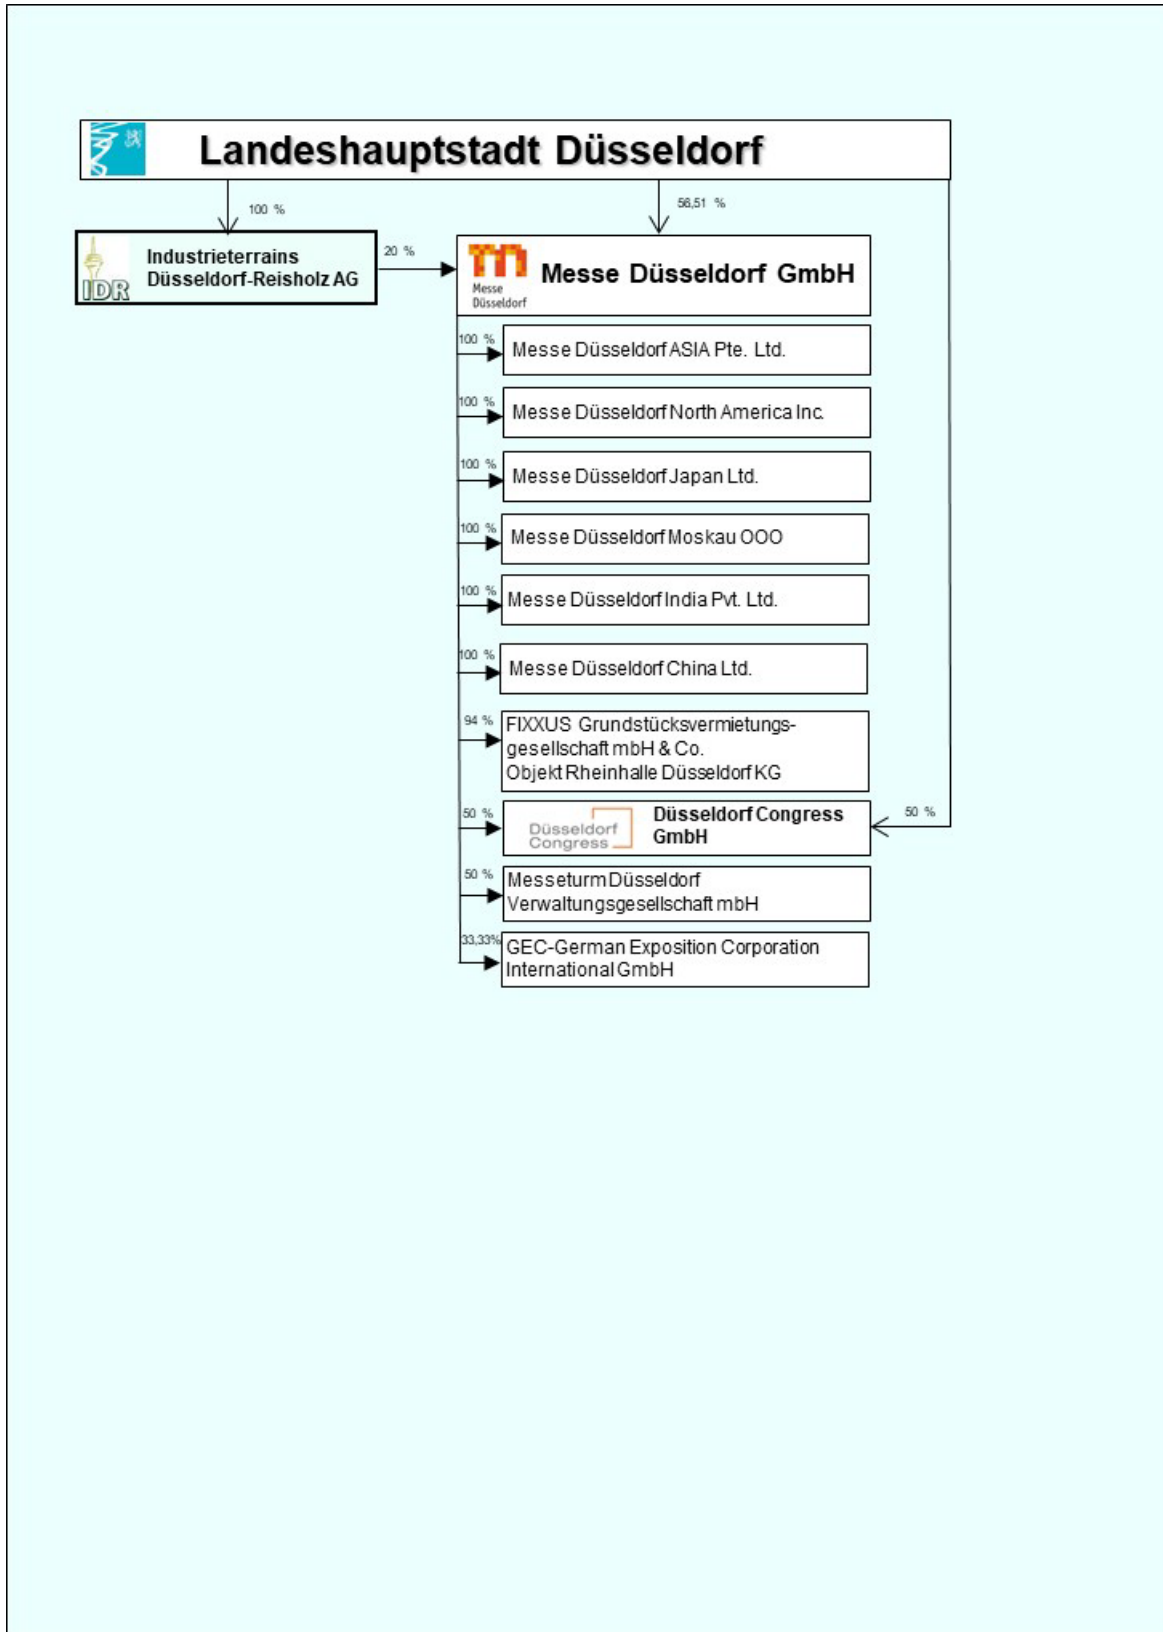 Landeshauptstadt Düsseldorf
100 %
56,51 %
IDR
Industrieterrains
Düsseldorf-Reisholz AG
20 %
Messe
Düsseldorf
Messe Düsseldorf GmbH
100 %
Messe Düsseldorf ASIA Pte. Ltd.
100 %
Messe Düsseldorf North America Inc.
100 %
Messe Düsseldorf Japan Ltd.
100 %
Messe Düsseldorf Moskau OOO
100 %
Messe Düsseldorf India Pvt. Ltd.
100 %
Messe Düsseldorf China Ltd.
94 %
FIXXUS Grundstücksvermietungs-
gesellschaft mbH & Co.
Objekt Rheinhalle Düsseldorf KG
50 %
Düsseldorf
Congress
Düsseldorf Congress
GmbH
50 %
50 %
Messeturm Düsseldorf
Verwaltungsgesellschaft mbH
33,33%
GEC-German Exposition Corporation
International GmbH